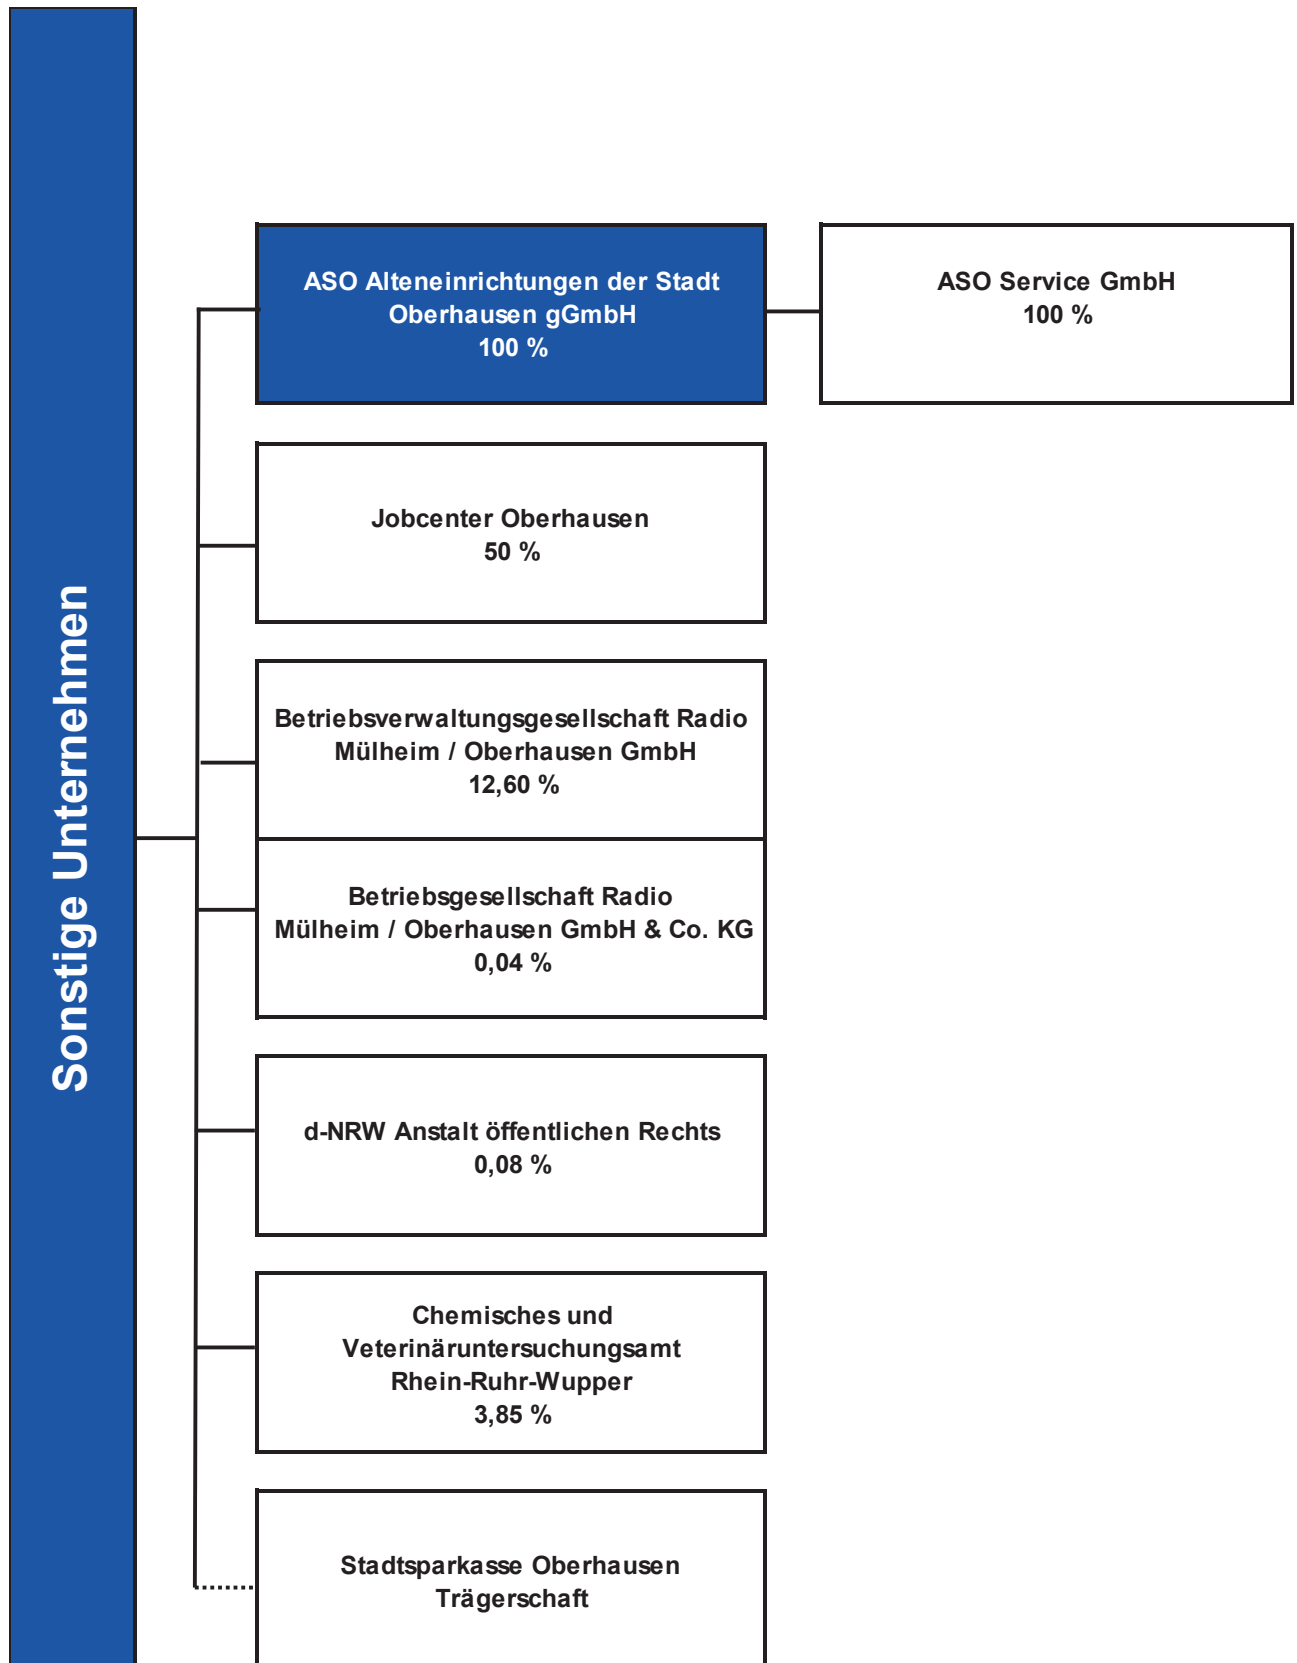 Sonstige Unternehmen
ASO Alteneinrichtungen der Stadt
Oberhausen gGmbH
100 %
ASO Service GmbH
100 %
Jobcenter Oberhausen
50 %
Betriebsverwaltungsgesellschaft Radio
Mülheim / Oberhausen GmbH
12,60 %
Betriebsgesellschaft Radio
Mülheim / Oberhausen GmbH & Co. KG
0,04 %
d-NRW Anstalt öffentlichen Rechts
0,08 %
Chemisches und
Veterinäruntersuchungsamt
Rhein-Ruhr-Wupper
3,85 %
Stadtsparkasse Oberhausen
Trägerschaft